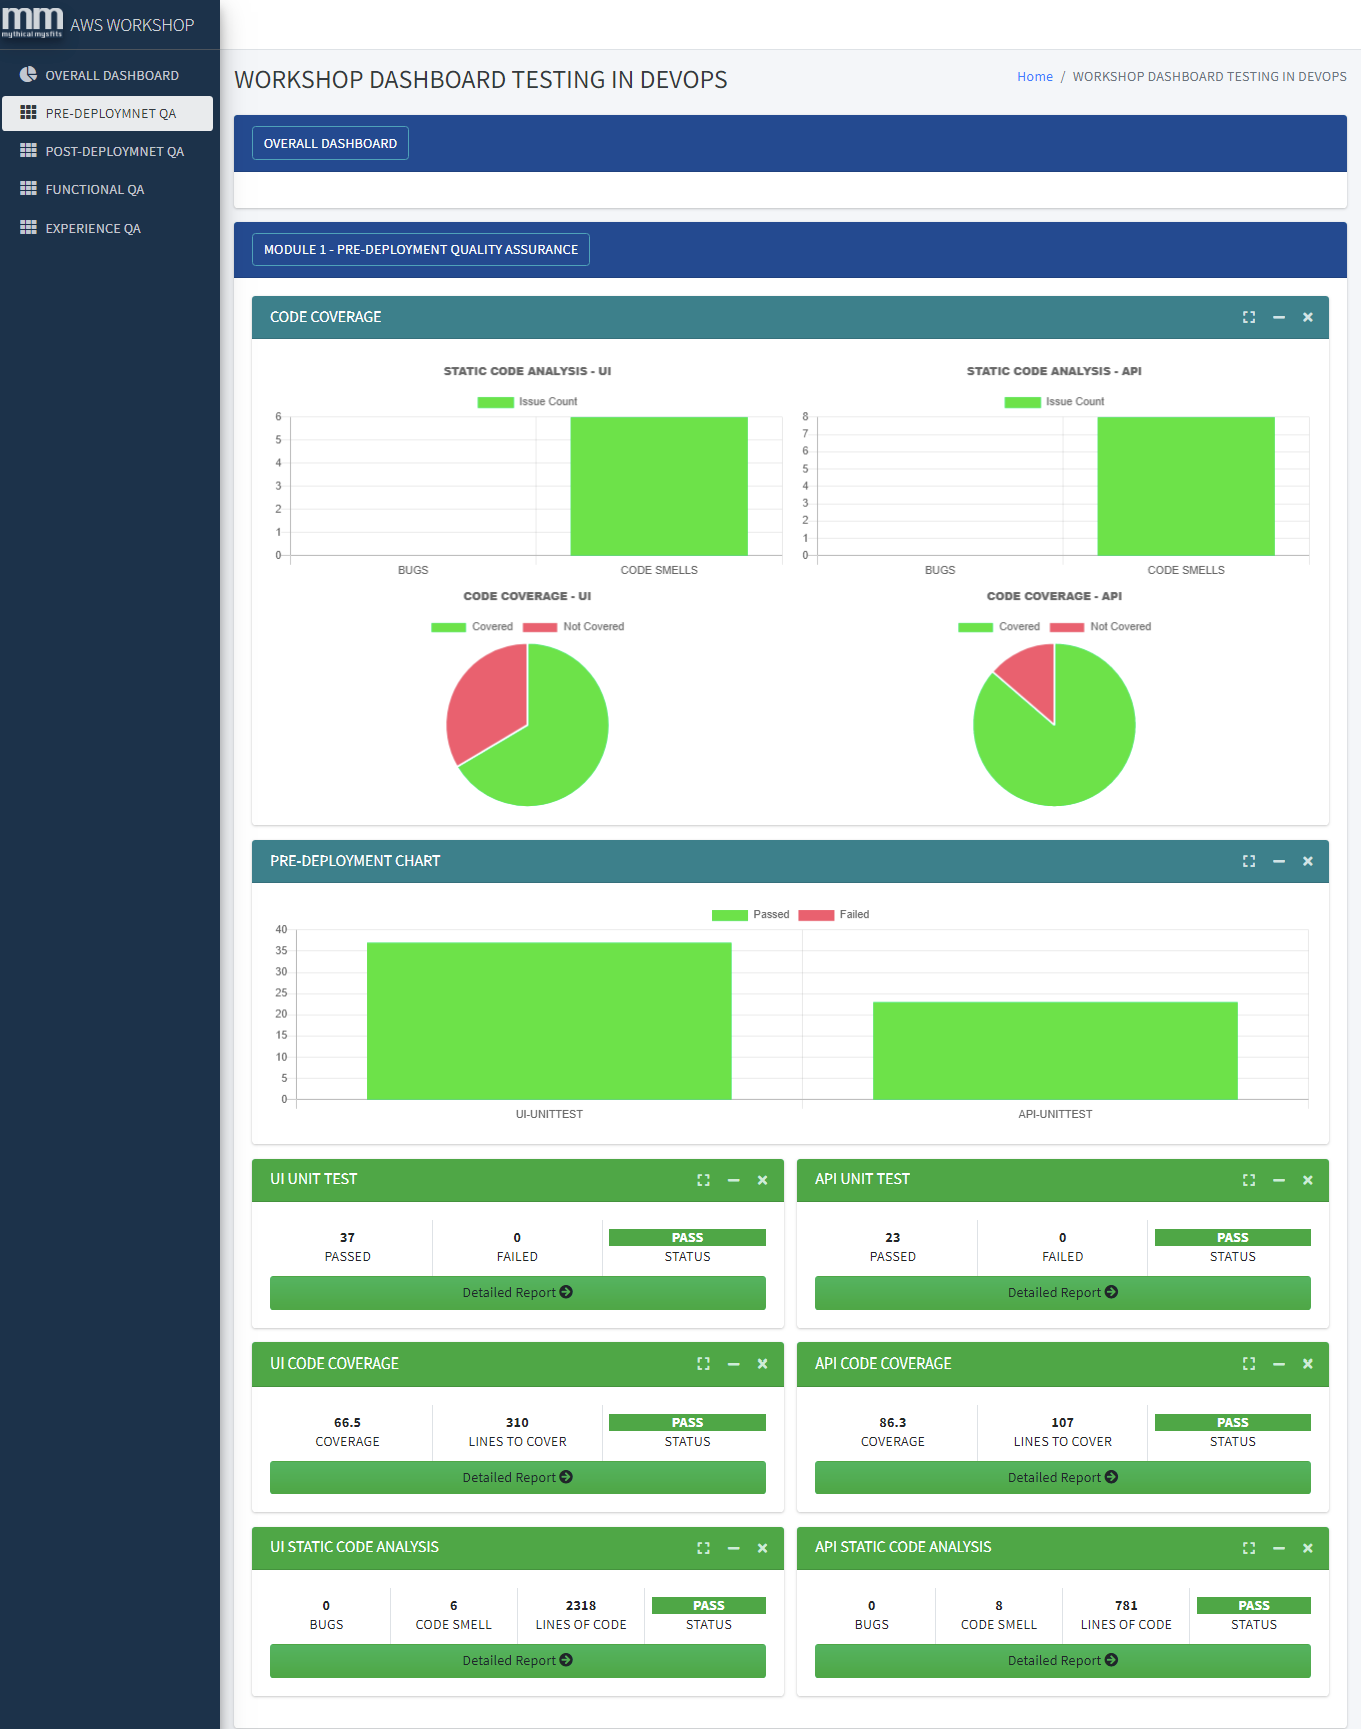 mm
mythical mysfits
AWS WORKSHOP
OVERALL DASHBOARD
PRE-DEPLOYMNET QA
POST-DEPLOYMNET QA
FUNCTIONAL QA
EXPERIENCE QA
WORKSHOP DASHBOARD TESTING IN DEVOPS
Home / WORKSHOP DASHBOARD TESTING IN DEVOPS
OVERALL DASHBOARD
MODULE 1 - PRE-DEPLOYMENT QUALITY ASSURANCE
CODE COVERAGE
STATIC CODE ANALYSIS - UI
Issue Count
6
5
4
3
2
1
0
BUGS CODE SMELLS
STATIC CODE ANALYSIS - API
Issue Count
8
7
6
5
4
3
2
1
0
BUGS CODE SMELLS
CODE COVERAGE - UI
Covered Not Covered
CODE COVERAGE - API
Covered Not Covered
PRE-DEPLOYMENT CHART
Passed Failed
40
35
30
25
20
15
10
5
0
UI-UNITTEST API-UNITTEST
UI UNIT TEST
37 0 PASS
PASSED FAILED STATUS
Detailed Report
API UNIT TEST
23 0 PASS
PASSED FAILED STATUS
Detailed Report
UI CODE COVERAGE
66.5 310 PASS
COVERAGE LINES TO COVER STATUS
Detailed Report
API CODE COVERAGE
86.3 107 PASS
COVERAGE LINES TO COVER STATUS
Detailed Report
UI STATIC CODE ANALYSIS
0 6 2318 PASS
BUGS CODE SMELL LINES OF CODE STATUS
Detailed Report
API STATIC CODE ANALYSIS
0 8 781 PASS
BUGS CODE SMELL LINES OF CODE STATUS
Detailed Report